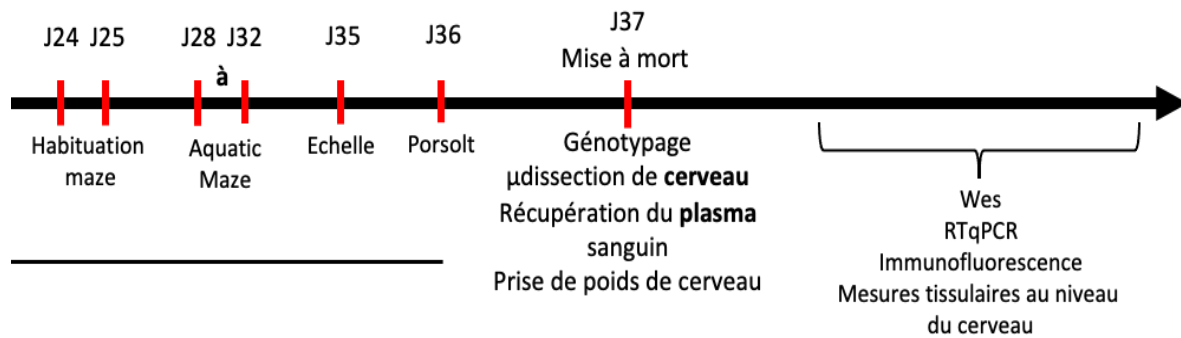 J24 J25 J28 J32 J35 J36 J37
à Mise à mort
Habituation
maze
Aquatic
Maze
Echelle
Porsolt
Génotypage
µdissection de cerveau
Récupération du plasma
sanguin
Prise de poids de cerveau
Wes
RTqPCR
Immunofluorescence
Mesures tissulaires au niveau
du cerveau